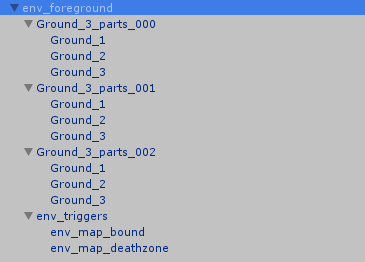 env_foreground
Ground_3_parts_000
Ground_1
Ground_2
Ground_3
Ground_3_parts_001
Ground_1
Ground_2
Ground_3
Ground_3_parts_002
Ground_1
Ground_2
Ground_3
env_triggers
env_map_bound
env_map_deathzone